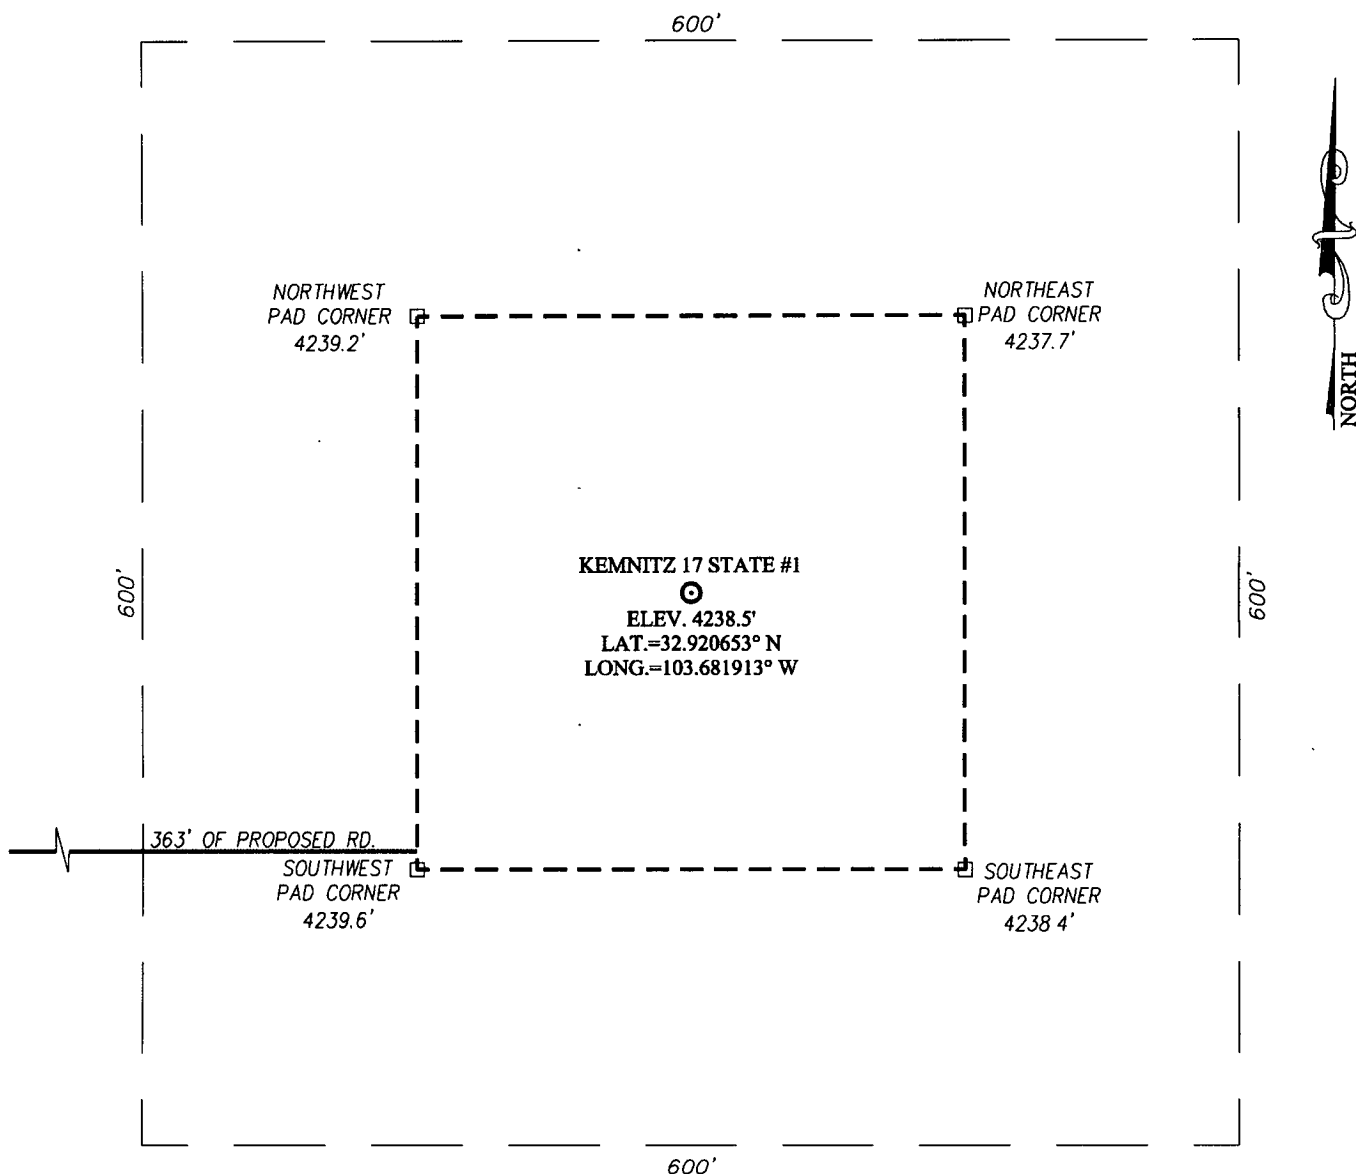 600'
NORTHWEST
PAD CORNER
4239.2'
NORTHEAST
PAD CORNER
4237.7'
NORTH
600'
KEMNITZ 17 STATE #1
ELEV. 4238.5'
LAT.=32.920653° N
LONG.=103.681913° W
600'
363' OF PROPOSED RD.
SOUTHWEST
PAD CORNER
4239.6'
SOUTHEAST
PAD CORNER
4238 4'
600'